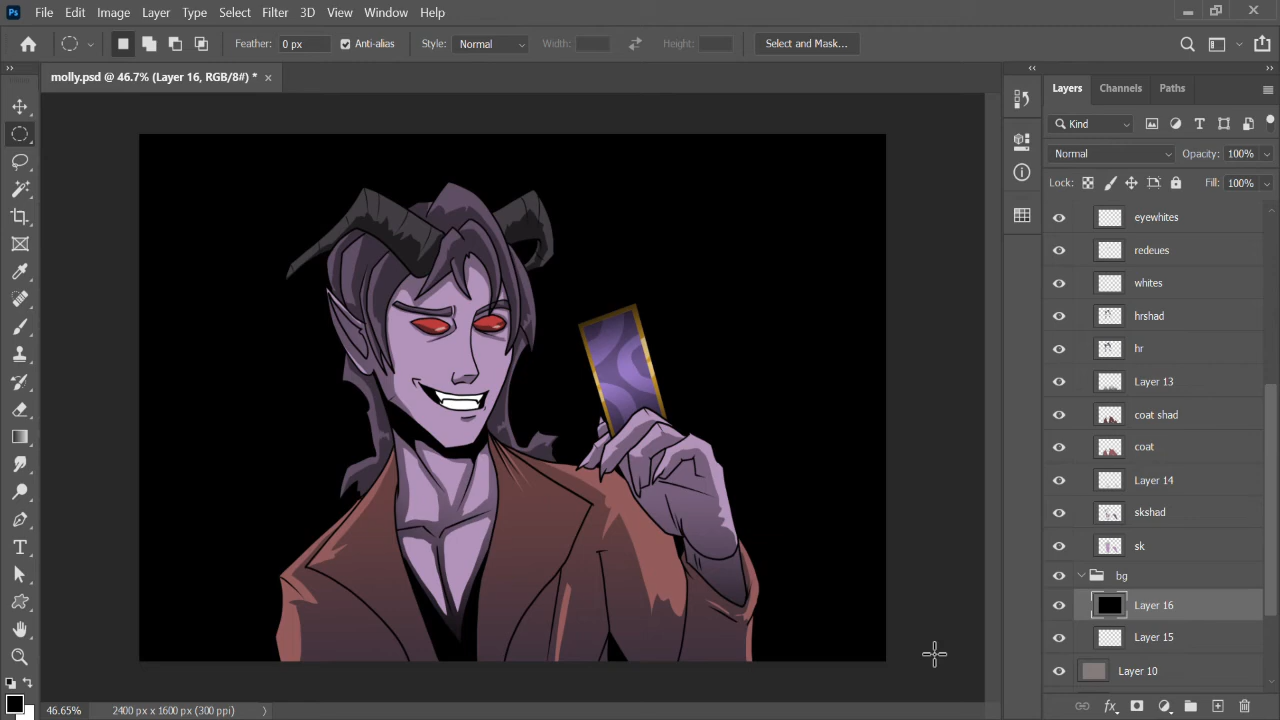 Ps File Edit Image Layer Type Select Filter 3D View Window Help
Feather: 0 px Anti-alias Style: Normal Width: Height: Select and Mask...
molly.psd @ 46.7% (Layer 16, RGB/8#) *
Layers Channels Paths
Kind
Normal Opacity: 100%
Lock: Fill: 100%
eyewhites
redeues
whites
hrshad
hr
Layer 13
coat shad
coat
Layer 14
skshad
sk
bg
Layer 16
Layer 15
Layer 10
46.65% 2400 px x 1600 px (300 ppi)